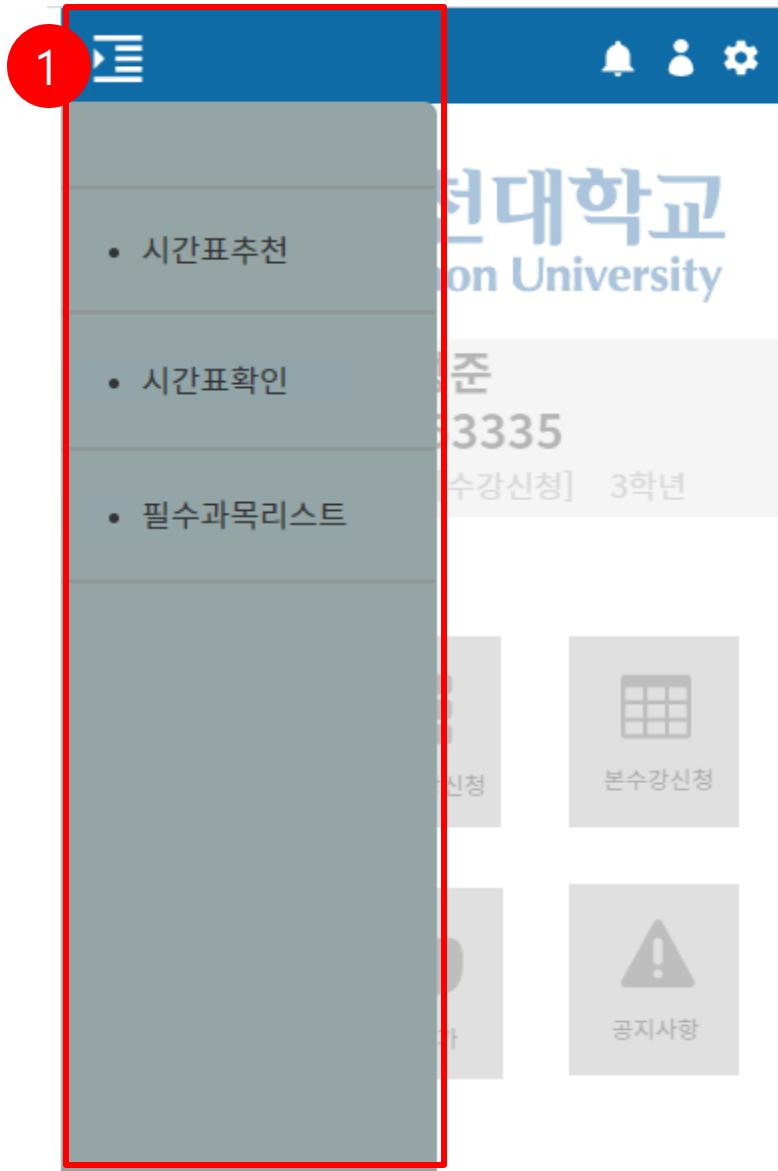 1
천대학교
on University
시간표추천
준
시간표확인
3335
수강신청] 3학년
필수과목리스트
신청
본수강신청
가
공지사항